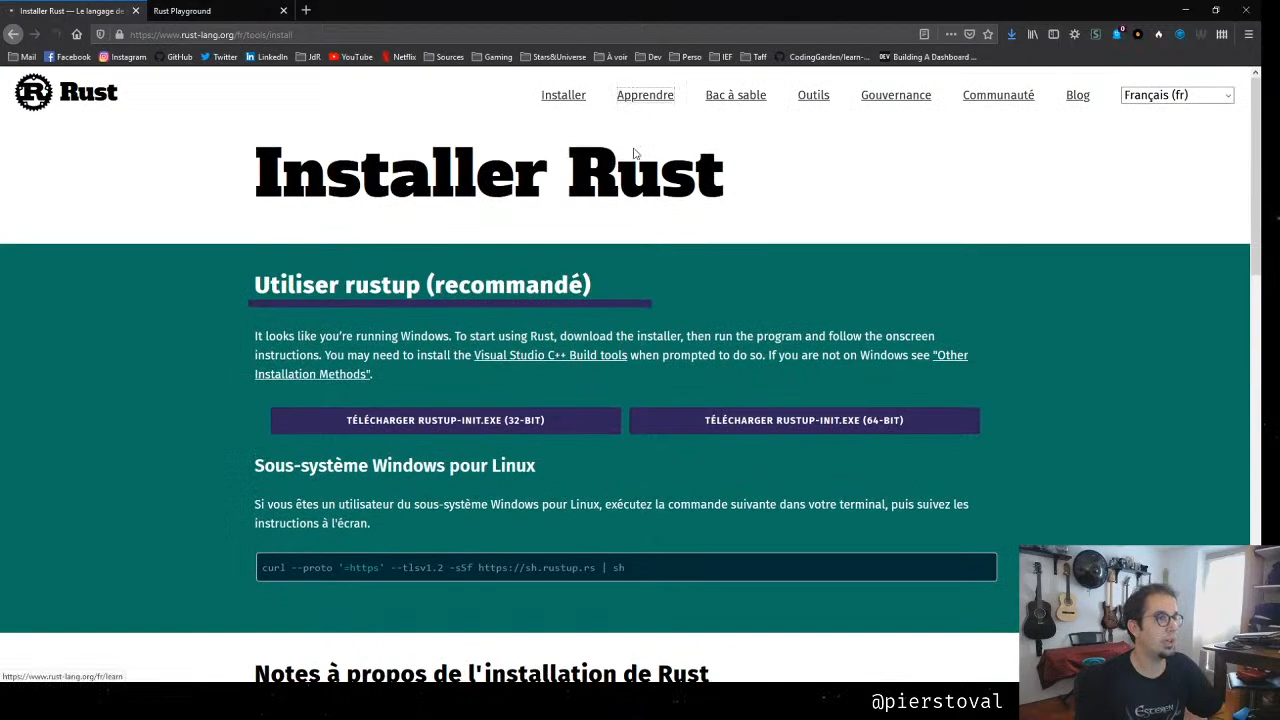 Installer Rust — Le langage de
Rust Playground
https://www.rust-lang.org/fr/tools/install
Mail
Facebook
Instagram
GitHub
Twitter
LinkedIn
JdR
YouTube
Netflix
Sources
Gaming
Stars&Universe
À voir
Dev
Perso
IEF
Taff
CodingGarden/learn-...
Building A Dashboard ...
Rust
Installer
Apprendre
Bac à sable
Outils
Gouvernance
Communauté
Blog
Français (fr)
Installer Rust
Utiliser rustup (recommandé)
It looks like you’re running Windows. To start using Rust, download the installer, then run the program and follow the onscreen
instructions. You may need to install the Visual Studio C++ Build tools when prompted to do so. If you are not on Windows see "Other
Installation Methods".
TÉLÉCHARGER RUSTUP-INIT.EXE (32-BIT)
TÉLÉCHARGER RUSTUP-INIT.EXE (64-BIT)
Sous-système Windows pour Linux
Si vous êtes un utilisateur du sous-système Windows pour Linux, exécutez la commande suivante dans votre terminal, puis suivez les
instructions à l'écran.
curl --proto '=https' --tlsv1.2 -sSf https://sh.rustup.rs | sh
Notes à propos de l'installation de Rust
https://www.rust-lang.org/fr/learn
@pierstoval